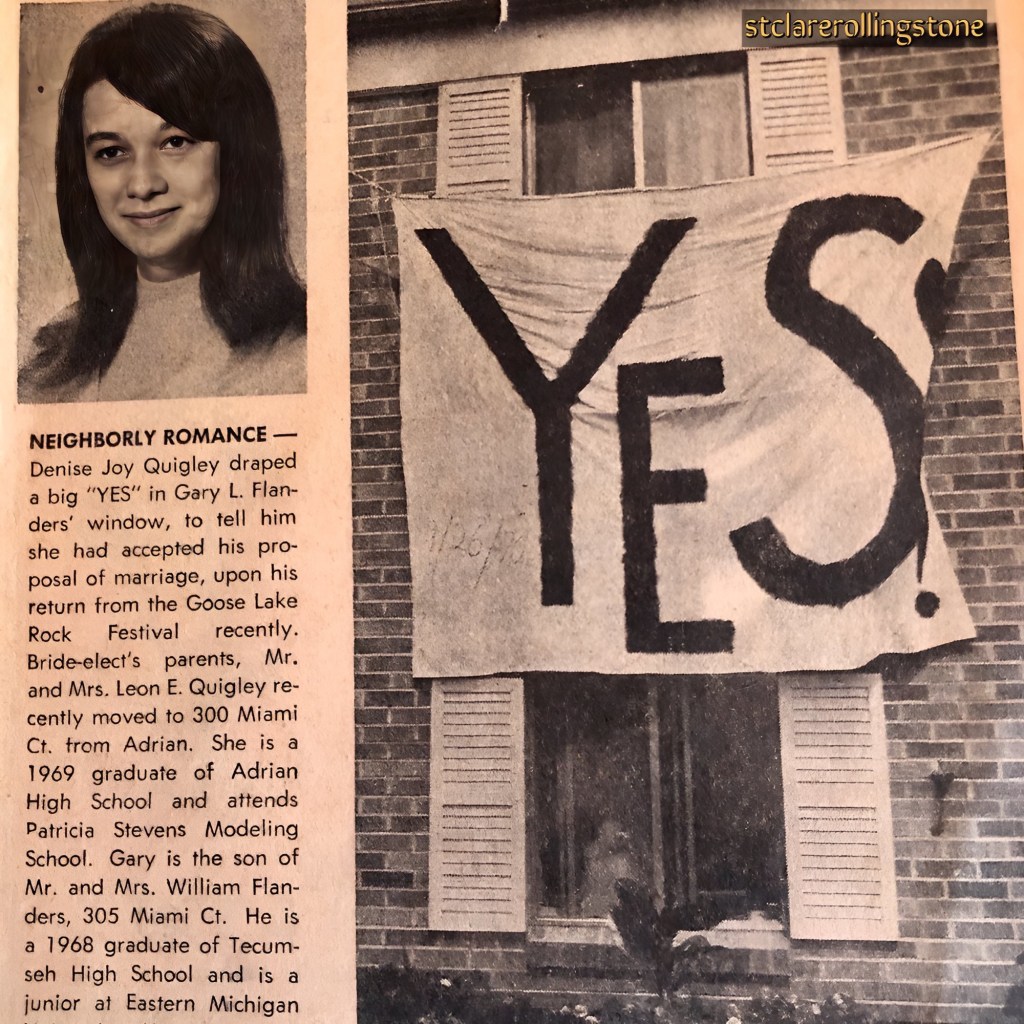 stclarerollingstone
NEIGHBORLY ROMANCE —
Denise Joy Quigley draped
a big "YES" in Gary L. Flan-
ders' window, to tell him
she had accepted his pro-
posal of marriage, upon his
return from the Goose Lake
Rock Festival recently.
Bride-elect's parents, Mr.
and Mrs. Leon E. Quigley re-
cently moved to 300 Miami
Ct. from Adrian. She is a
1969 graduate of Adrian
High School and attends
Patricia Stevens Modeling
School. Gary is the son of
Mr. and Mrs. William Flan-
ders, 305 Miami Ct. He is
a 1968 graduate of Tecum-
seh High School and is a
junior at Eastern Michigan
YES!